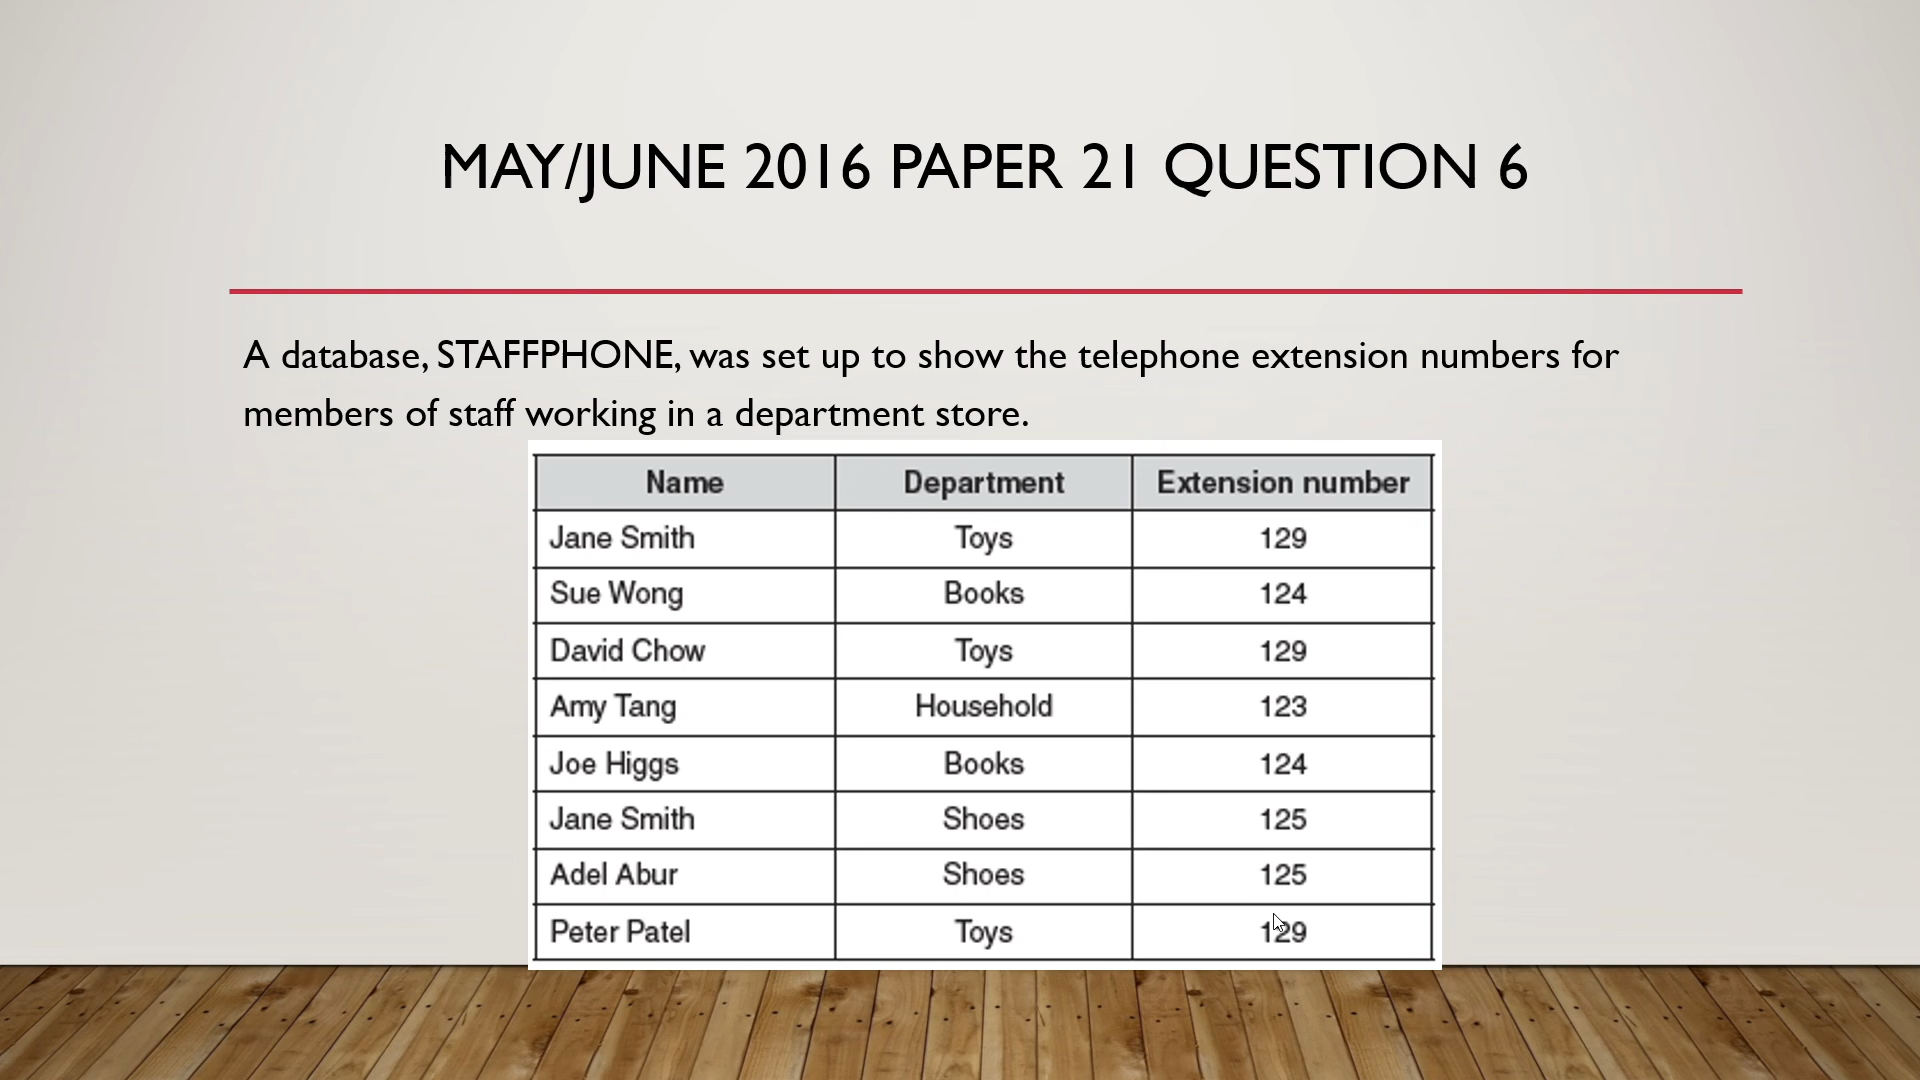 MAY/JUNE 2016 PAPER 21 QUESTION 6
A database, STAFFPHONE, was set up to show the telephone extension numbers for
members of staff working in a department store.
Name Department Extension number
Jane Smith Toys 129
Sue Wong Books 124
David Chow Toys 129
Amy Tang Household 123
Joe Higgs Books 124
Jane Smith Shoes 125
Adel Abur Shoes 125
Peter Patel Toys 129